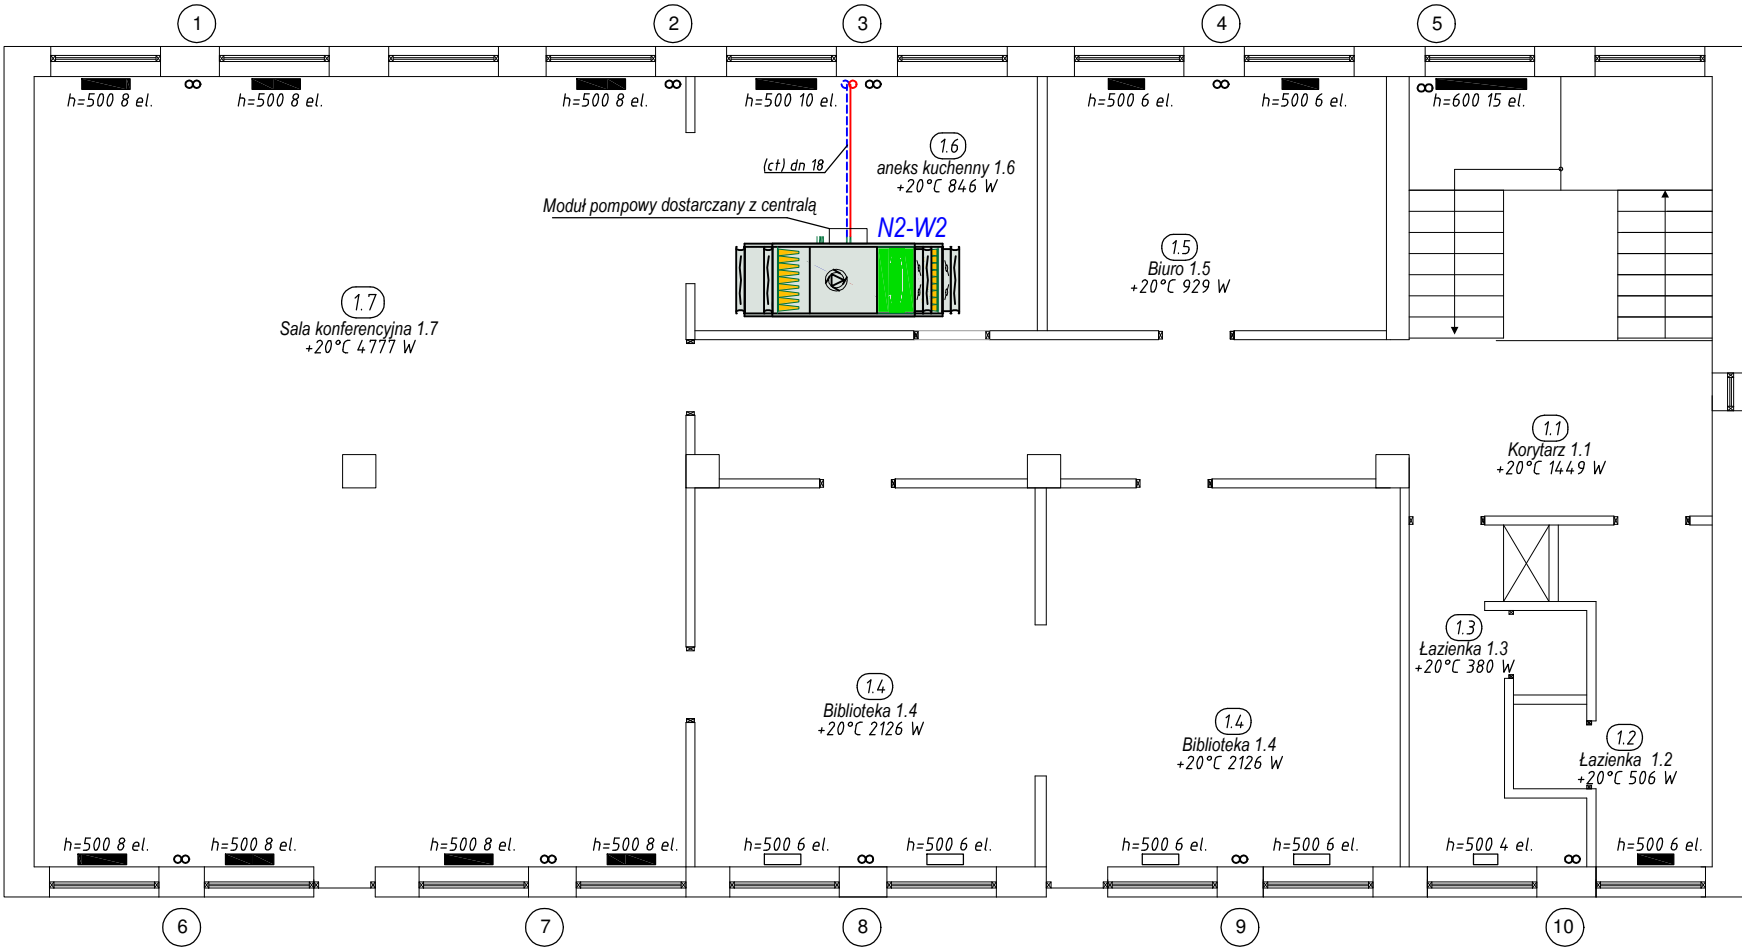 1
2
3
4
5
h=500 8 el.
h=500 8 el.
h=500 8 el.
h=500 10 el.
h=500 6 el.
h=500 6 el.
h=600 15 el.
(ct) dn 18
1.6
aneks kuchenny 1.6
+20°C 846 W
Moduł pompowy dostarczany z centralą
N2-W2
1.5
Biuro 1.5
+20°C 929 W
1.7
Sala konferencyjna 1.7
+20°C 4777 W
1.1
Korytarz 1.1
+20°C 1449 W
1.3
Łazienka 1.3
+20°C 380 W
1.4
Biblioteka 1.4
+20°C 2126 W
1.4
Biblioteka 1.4
+20°C 2126 W
1.2
Łazienka 1.2
+20°C 506 W
h=500 8 el.
h=500 8 el.
h=500 8 el.
h=500 8 el.
h=500 6 el.
h=500 6 el.
h=500 6 el.
h=500 6 el.
h=500 4 el.
h=500 6 el.
6
7
8
9
10